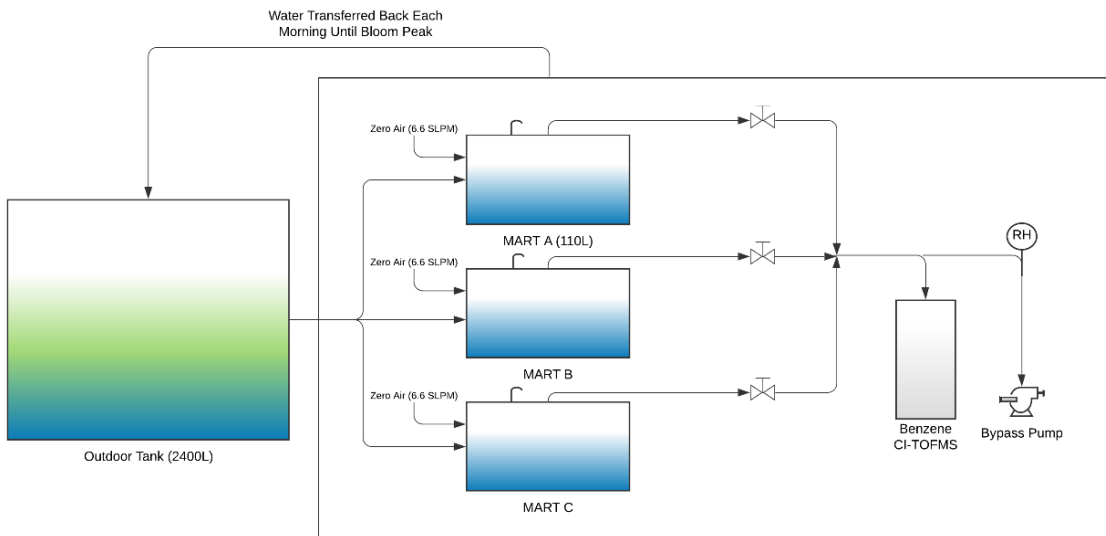 Water Transferred Back Each
Morning Until Bloom Peak
Zero Air (6.6 SLPM)
MART A (110L)
Zero Air (6.6 SLPM)
MART B
Zero Air (6.6 SLPM)
MART C
RH
Benzene
CI-TOFMS
Bypass Pump
Outdoor Tank (2400L)